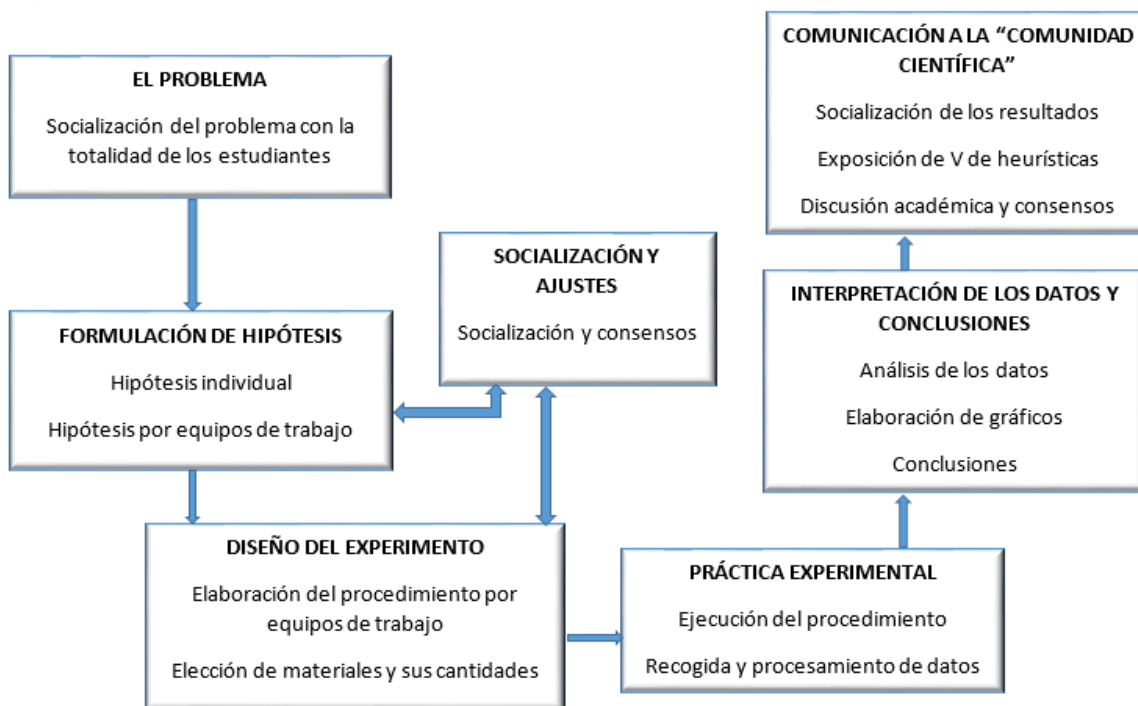 EL PROBLEMA
Socialización del problema con la
totalidad de los estudiantes
FORMULACIÓN DE HIPÓTESIS
Hipótesis individual
Hipótesis por equipos de trabajo
SOCIALIZACIÓN Y
AJUSTES
Socialización y consensos
DISEÑO DEL EXPERIMENTO
Elaboración del procedimiento por
equipos de trabajo
Elección de materiales y sus cantidades
PRÁCTICA EXPERIMENTAL
Ejecución del procedimiento
Recogida y procesamiento de datos
INTERPRETACIÓN DE LOS DATOS Y
CONCLUSIONES
Análisis de los datos
Elaboración de gráficos
Conclusiones
COMUNICACIÓN A LA “COMUNIDAD
CIENTÍFICA”
Socialización de los resultados
Exposición de V de heurísticas
Discusión académica y consensos